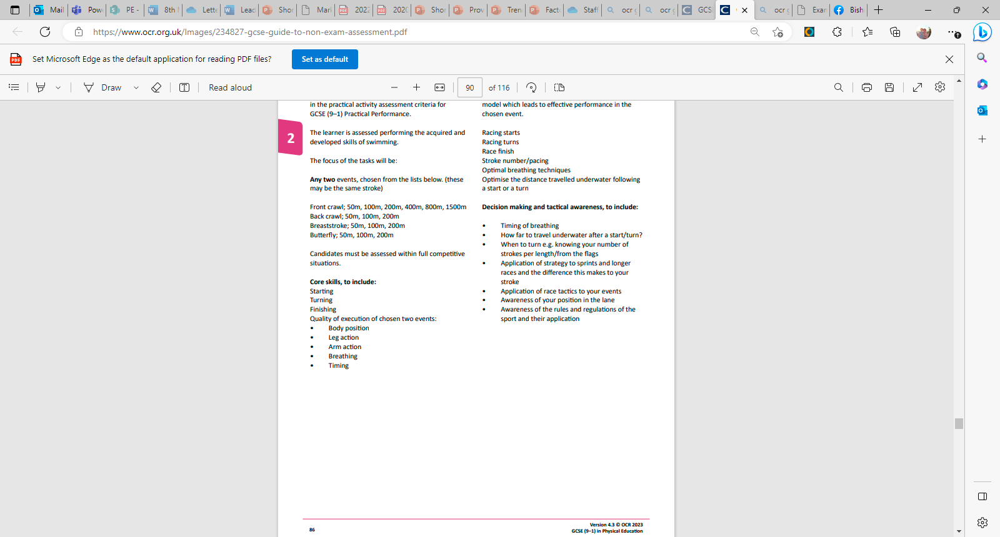 Mail
Pow
PE -
8th
Lette
Lead
Shor
Mar
2022
2020
Shor
Prov
Tren
Fact
Staff
ocr
ocr
GCS
ocr
Exar
Bish
https://www.ocr.org.uk/Images/234827-gcse-guide-to-non-exam-assessment.pdf
Set Microsoft Edge as the default application for reading PDF files?
Set as default
Draw
Read aloud
90
of 116
in the practical activity assessment criteria for
GCSE (9–1) Practical Performance.
2
The learner is assessed performing the acquired and
developed skills of swimming.
The focus of the tasks will be:
Any two events, chosen from the lists below. (these
may be the same stroke)
Front crawl; 50m, 100m, 200m, 400m, 800m, 1500m
Back crawl; 50m, 100m, 200m
Breaststroke; 50m, 100m, 200m
Butterfly; 50m, 100m, 200m
Candidates must be assessed within full competitive
situations.
Core skills, to include:
Starting
Turning
Finishing
Quality of execution of chosen two events:
• Body position
• Leg action
• Arm action
• Breathing
• Timing
model which leads to effective performance in the
chosen event.
Racing starts
Racing turns
Race finish
Stroke number/pacing
Optimal breathing techniques
Optimise the distance travelled underwater following
a start or a turn
Decision making and tactical awareness, to include:
• Timing of breathing
• How far to travel underwater after a start/turn?
• When to turn e.g. knowing your number of
strokes per length/from the flags
• Application of strategy to sprints and longer
races and the difference this makes to your
stroke
• Application of race tactics to your events
• Awareness of your position in the lane
• Awareness of the rules and regulations of the
sport and their application
86
Version 4.3 © OCR 2023
GCSE (9–1) in Physical Education